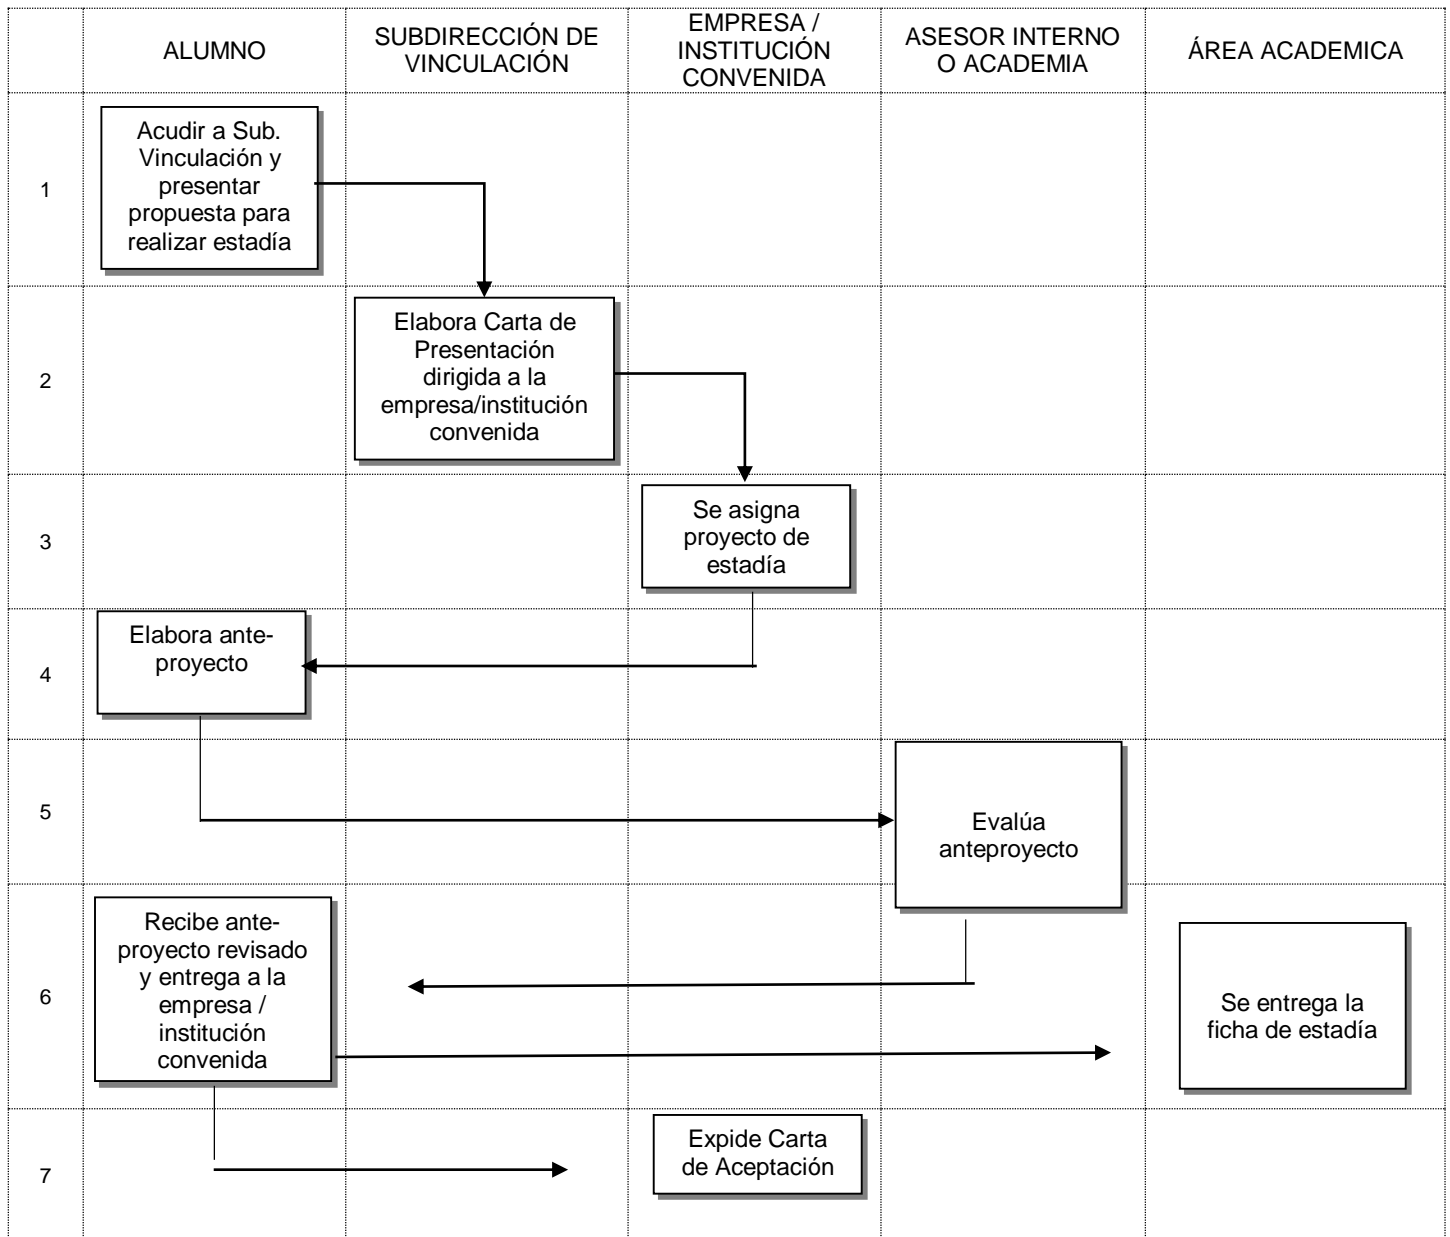 ALUMNO
SUBDIRECCIÓN DE
VINCULACIÓN
EMPRESA /
INSTITUCIÓN
CONVENIDA
ASESOR INTERNO
O ACADEMIA
ÁREA ACADEMICA
1
Acudir a Sub.
Vinculación y
presentar
propuesta para
realizar estadía
2
Elabora Carta de
Presentación
dirigida a la
empresa/institución
convenida
3
Se asigna
proyecto de
estadía
4
Elabora ante-
proyecto
5
Evalúa
anteproyecto
6
Recibe ante-
proyecto revisado
y entrega a la
empresa /
institución
convenida
Se entrega la
ficha de estadía
7
Expide Carta
de Aceptación